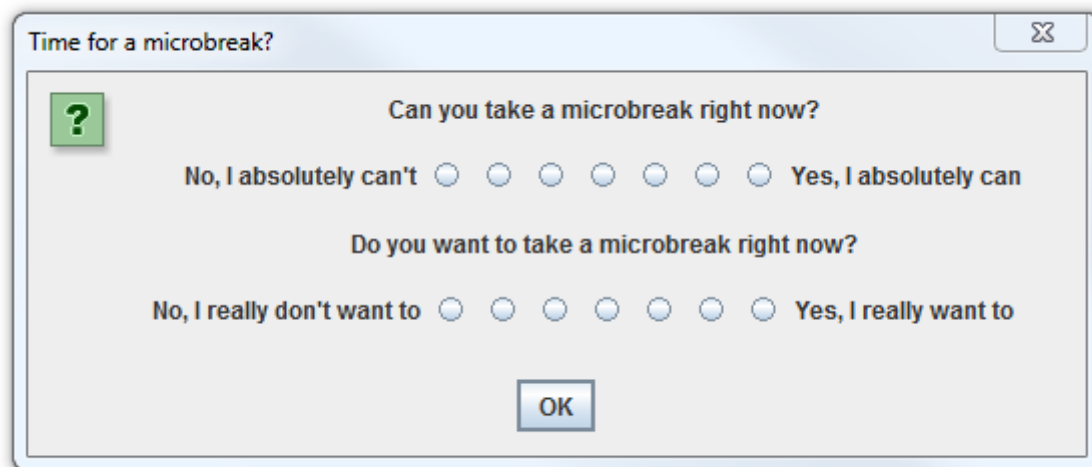 Time for a microbreak?
?
Can you take a microbreak right now?
No, I absolutely can't Yes, I absolutely can
Do you want to take a microbreak right now?
No, I really don't want to Yes, I really want to
OK